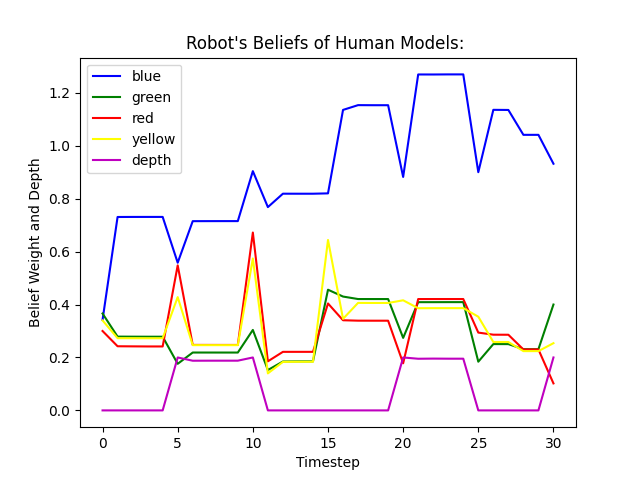 Robot's Beliefs of Human Models:
blue
green
red
yellow
depth
Belief Weight and Depth
1.2
1.0
0.8
0.6
0.4
0.2
0.0
0 5 10 15 20 25 30
Timestep